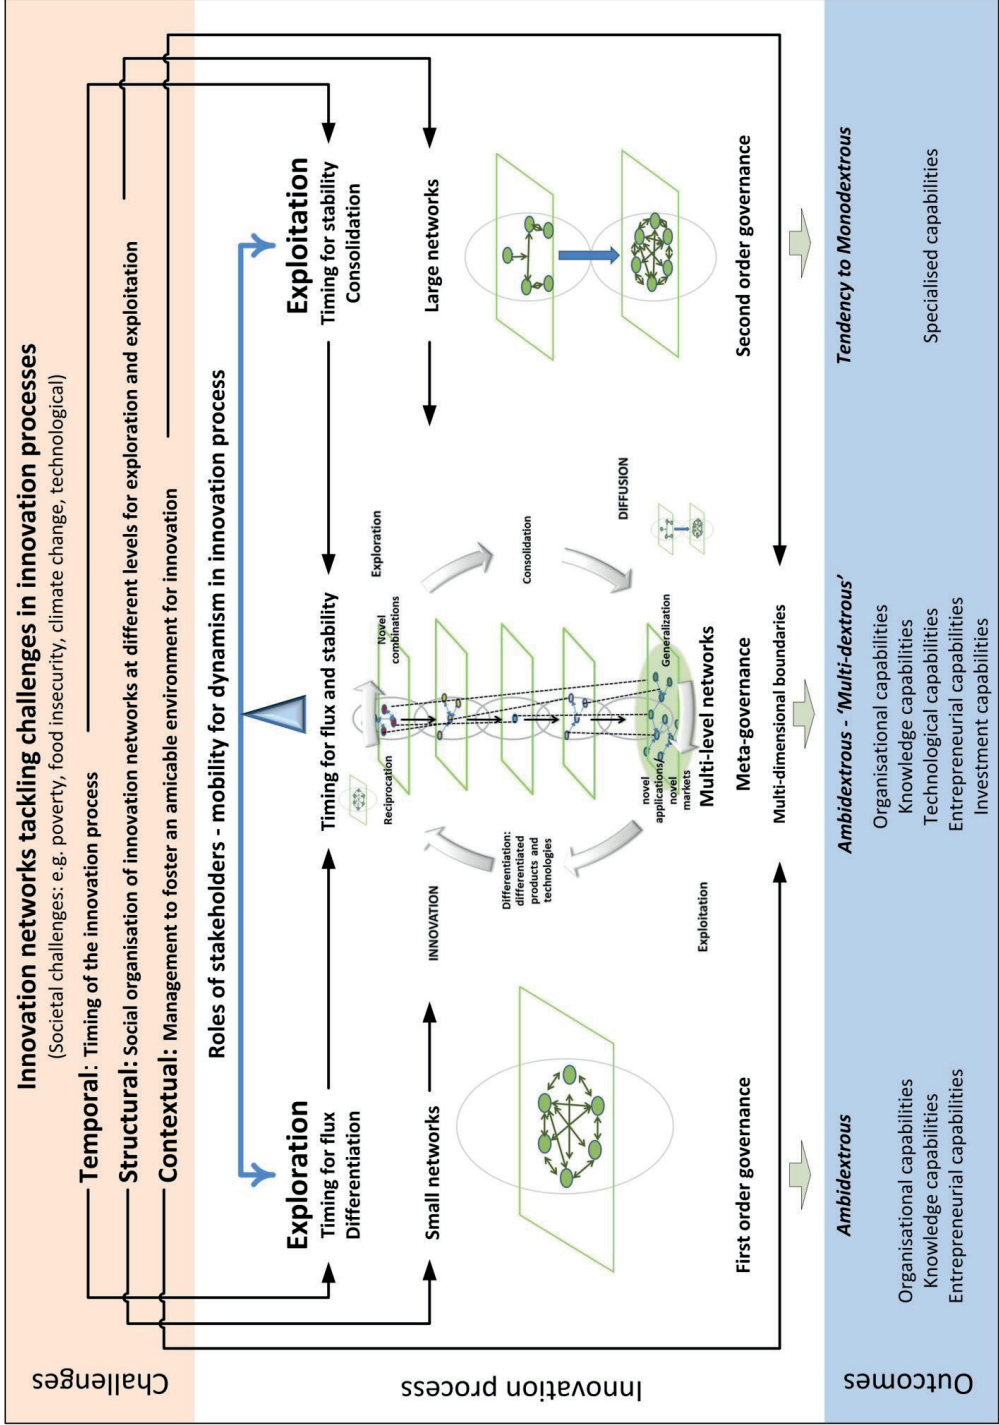 Challenges
Innovation networks tackling challenges in innovation processes
(Societal challenges: e.g. poverty, food insecurity, climate change, technological)
Temporal: Timing of the innovation process
Structural: Social organisation of innovation networks at different levels for exploration and exploitation
Contextual: Management to foster an amicable environment for innovation
Innovation process
Roles of stakeholders - mobility for dynamism in innovation process
Exploration
Timing for flux
Differentiation
Small networks
First order governance
Timing for flux and stability
Reciprocation
Novel
combinations
Exploration
INNOVATION
Differentiation:
differentiated
products and
technologies
Consolidation
DIFFUSION
Exploitation
novel
applications/
novel
markets
Generalization
Multi-level networks
Meta-governance
Multi-dimensional boundaries
Exploitation
Timing for stability
Consolidation
Large networks
Second order governance
Outcomes
Ambidextrous
Organisational capabilities
Knowledge capabilities
Entrepreneurial capabilities
Ambidextrous - ‘Multi-dextrous’
Organisational capabilities
Knowledge capabilities
Technological capabilities
Entrepreneurial capabilities
Investment capabilities
Tendency to Monodextrous
Specialised capabilities